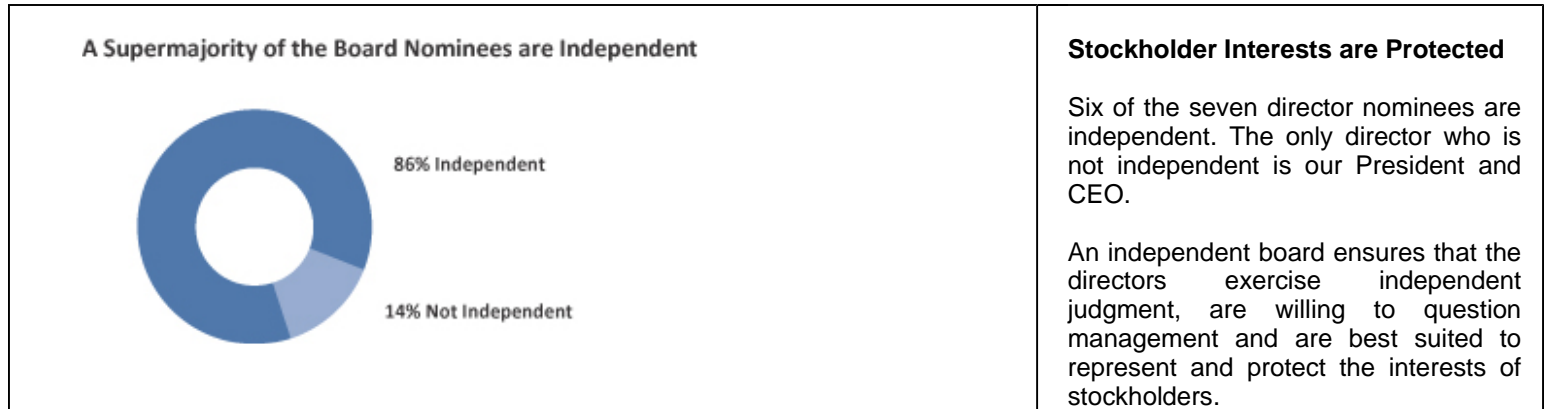 A Supermajority of the Board Nominees are Independent
86% Independent
14% Not Independent
Stockholder Interests are Protected
Six of the seven director nominees are
independent. The only director who is
not independent is our President and
CEO.
An independent board ensures that the
directors exercise independent
judgment, are willing to question
management and are best suited to
represent and protect the interests of
stockholders.